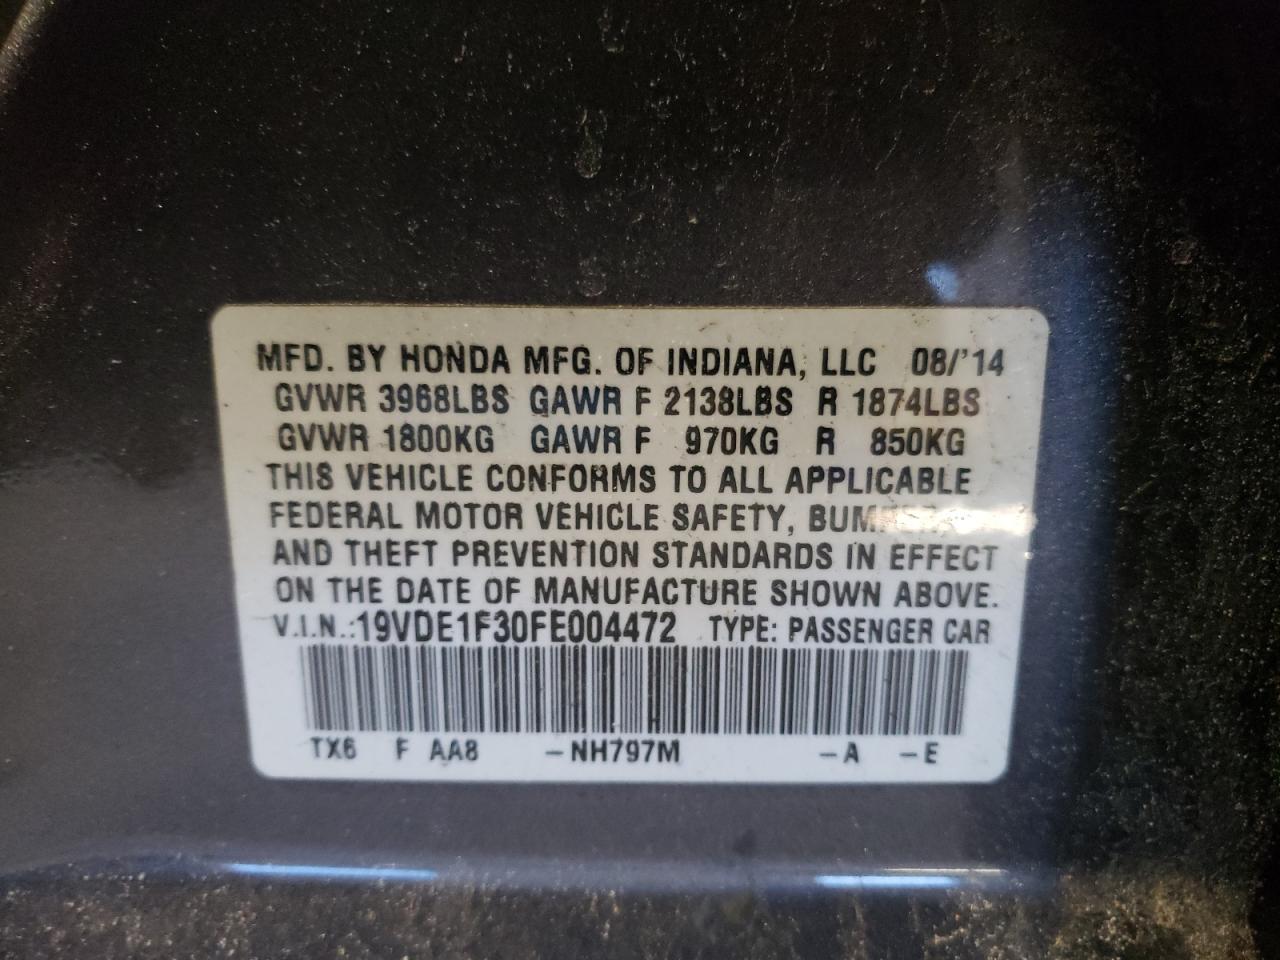 MFD. BY HONDA MFG. OF INDIANA, LLC 08/'14
GVWR 3968LBS GAWR F 2138LBS R 1874LBS
GVWR 1800KG GAWR F 970KG R 850KG
THIS VEHICLE CONFORMS TO ALL APPLICABLE
FEDERAL MOTOR VEHICLE SAFETY,
AND THEFT PREVENTION STANDARDS IN EFFECT
ON THE DATE OF MANUFACTURE SHOWN ABOVE.
V.I.N.:19VDE1F30FE004472 TYPE: PASSENGER CAR
TX6 F AA8 -NH797M -A -E